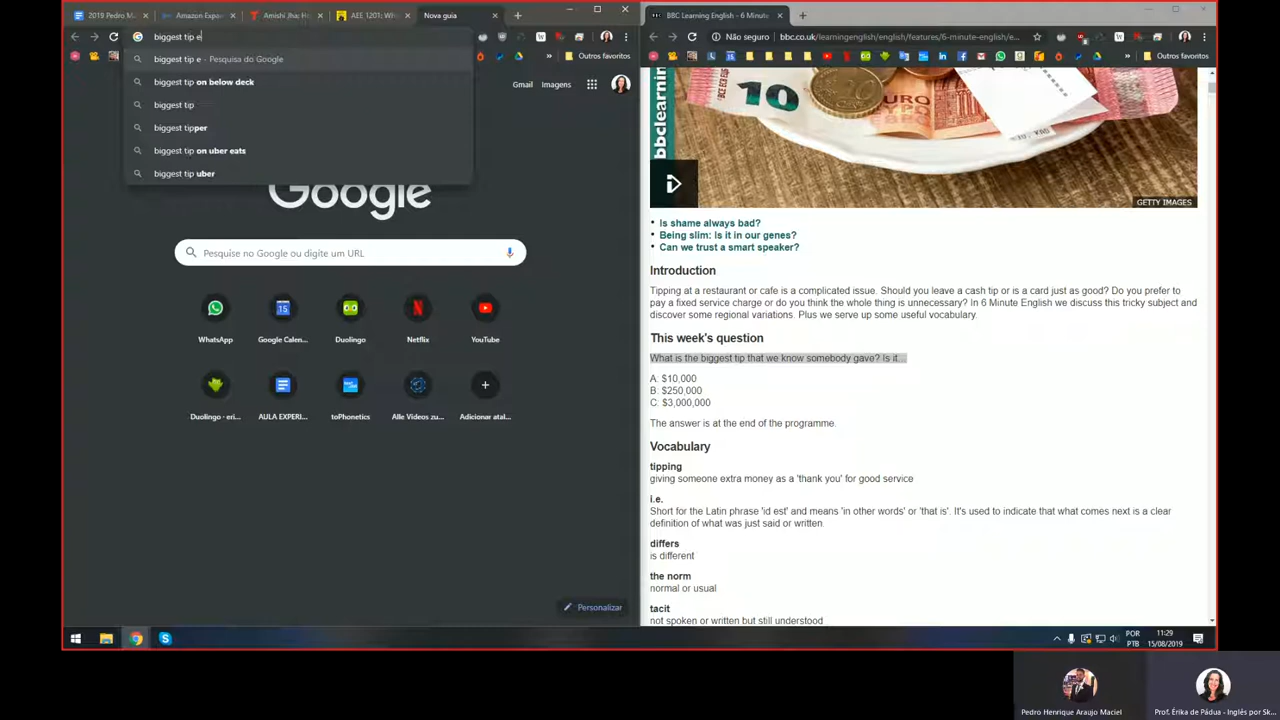 2019 Pedro M
Amazon Expan
Amishi Jha: Ho
AEE_1201: Wh
Nova guia
biggest tip e
biggest tip e - Pesquisa do Google
biggest tip on below deck
biggest tip
biggest tipper
biggest tip on uber eats
biggest tip uber
Outros favoritos
Gmail
Imagens
Google
Pesquise no Google ou digite um URL
WhatsApp
Google Calen...
Duolingo
Netflix
YouTube
Duolingo - eri...
AULA EXPERI...
toPhonetics
Alle Videos zu...
Adicionar atal...
Personalizar
BBC Learning English - 6 Minute
Não seguro
bbc.co.uk/learningenglish/english/features/6-minute-english/e...
Outros favoritos
bbclearning
10
EURO
GETTY IMAGES
• Is shame always bad?
• Being slim: Is it in our genes?
• Can we trust a smart speaker?
Introduction
Tipping at a restaurant or cafe is a complicated issue. Should you leave a cash tip or is a card just as good? Do you prefer to
pay a fixed service charge or do you think the whole thing is unnecessary? In 6 Minute English we discuss this tricky subject and
discover some regional variations. Plus we serve up some useful vocabulary.
This week's question
What is the biggest tip that we know somebody gave? Is it...
A: $10,000
B: $250,000
C: $3,000,000
The answer is at the end of the programme.
Vocabulary
tipping
giving someone extra money as a 'thank you' for good service
i.e.
Short for the Latin phrase 'id est' and means 'in other words' or 'that is'. It's used to indicate that what comes next is a clear
definition of what was just said or written.
differs
is different
the norm
normal or usual
tacit
not spoken or written but still understood
POR
PTB
11:29
15/08/2019
Pedro Henrique Araujo Maciel
Prof. Érika de Pádua - Inglês por Sk...